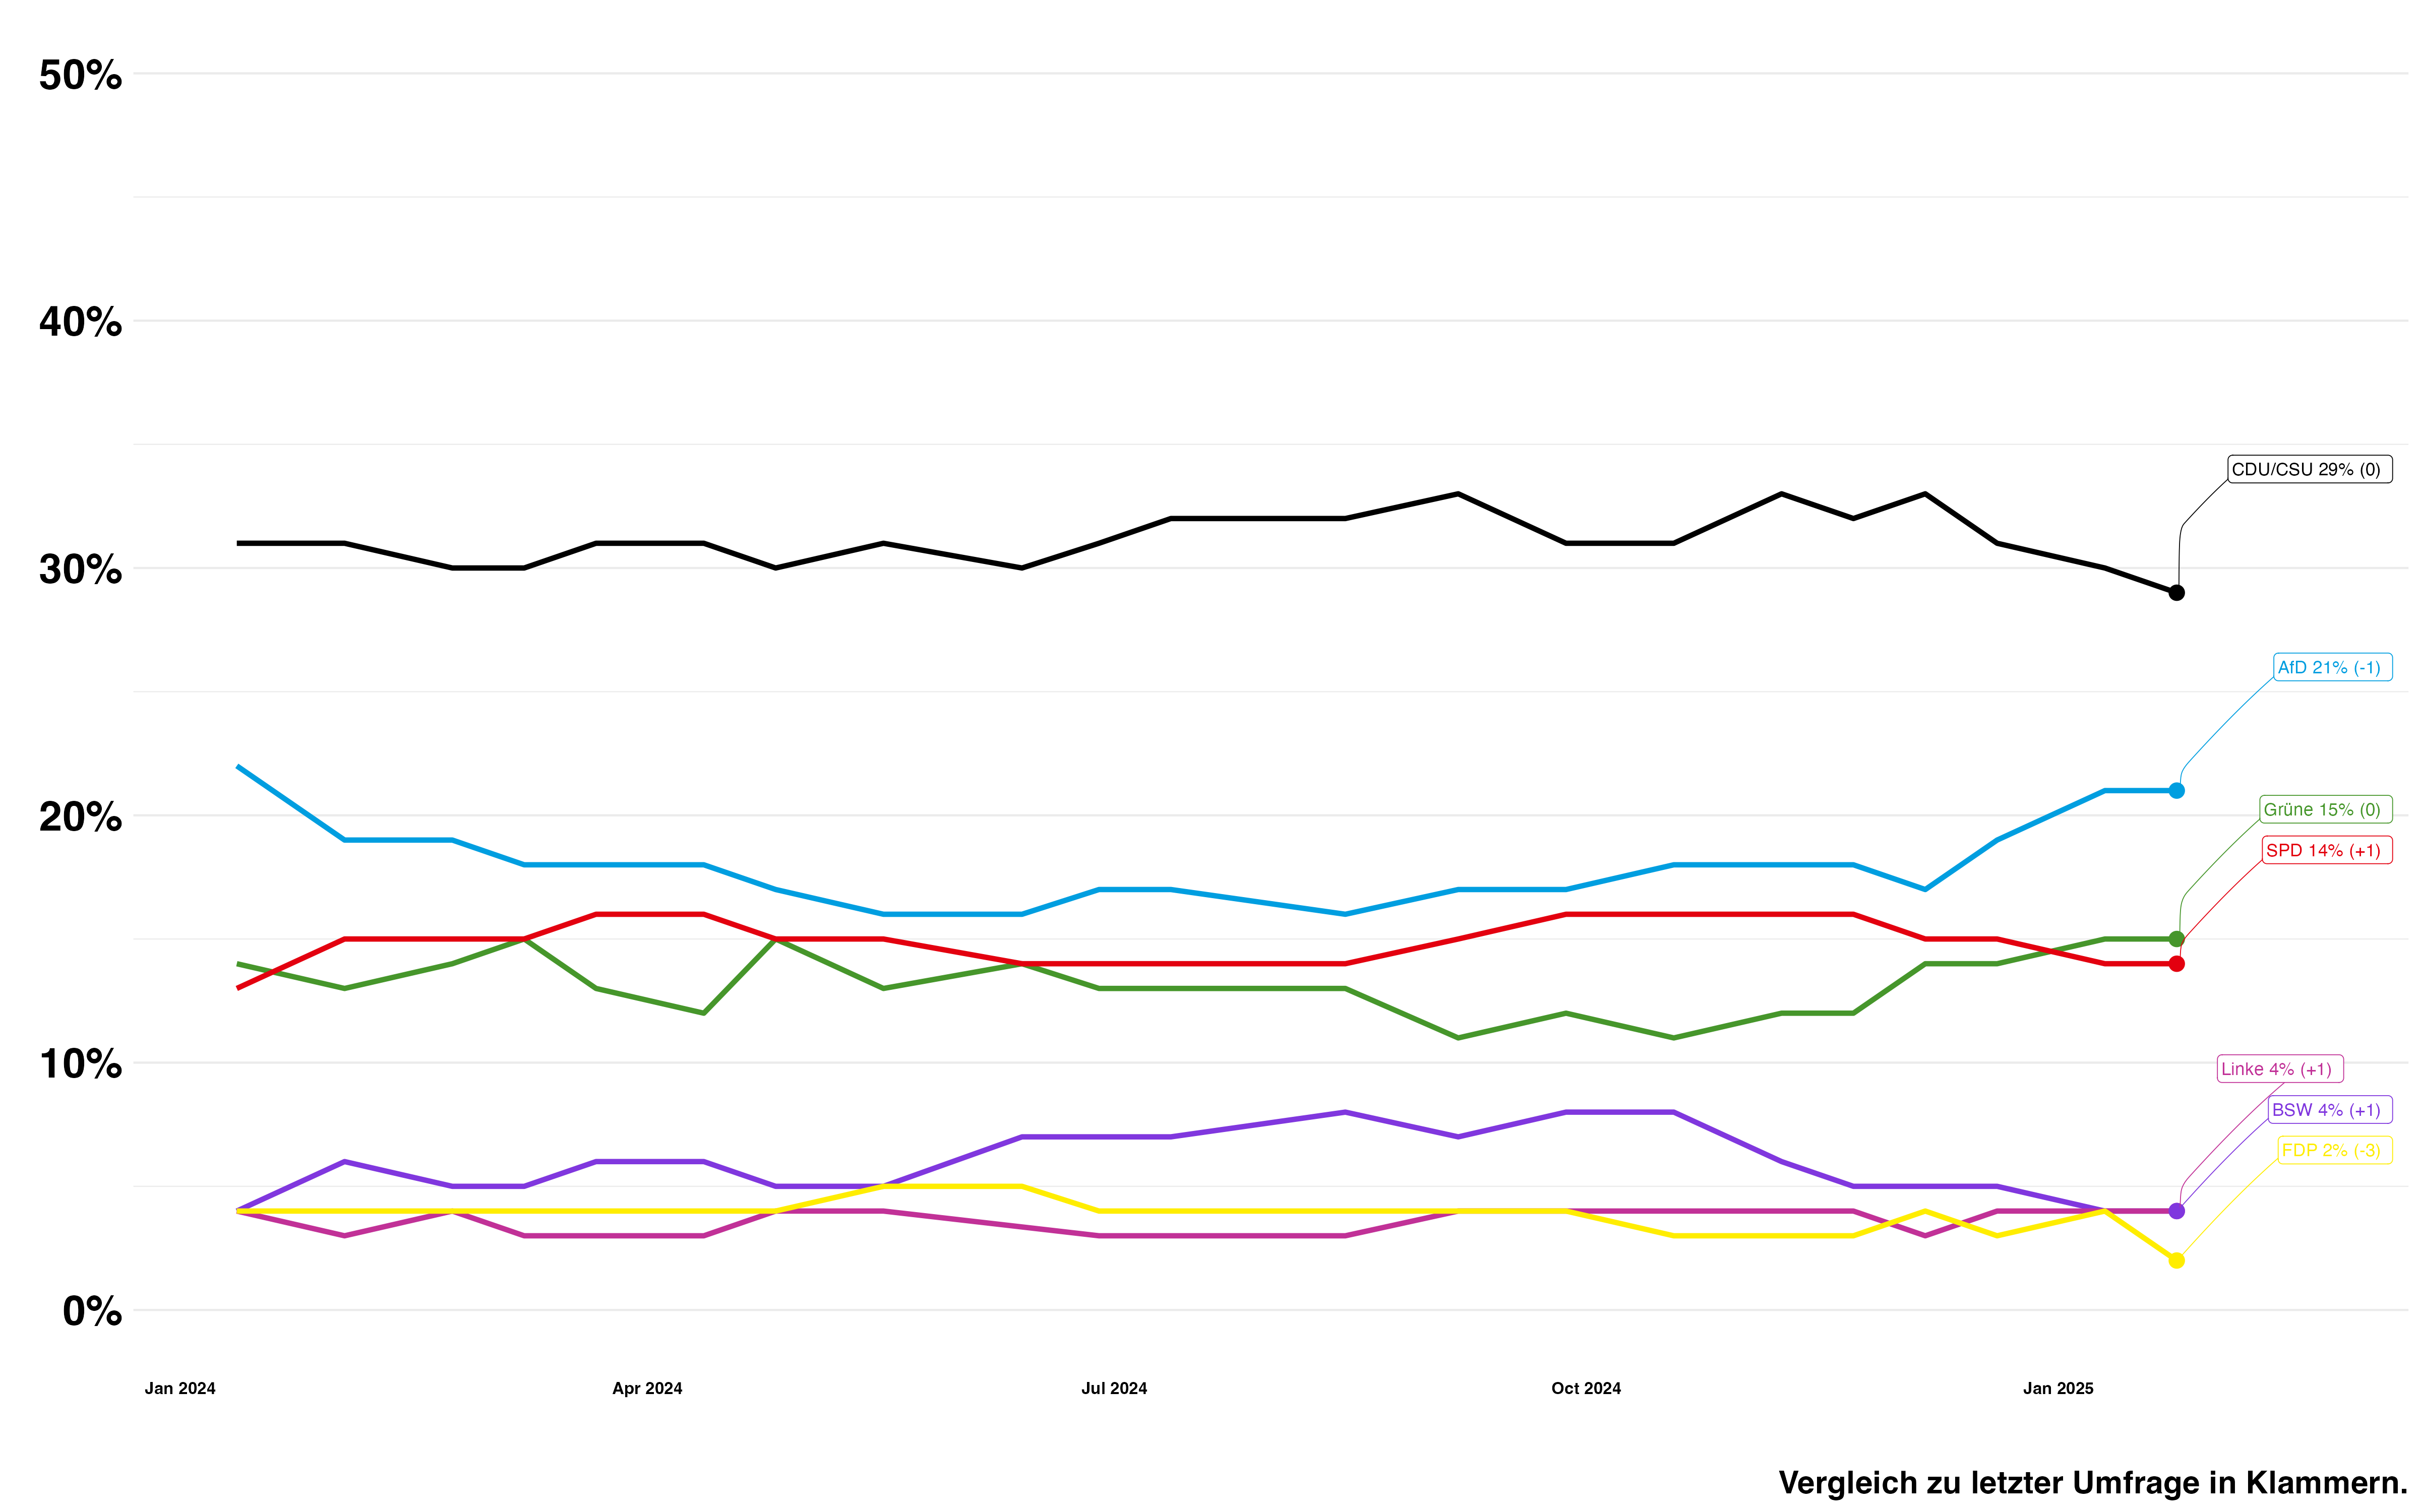 50%
40%
30%
20%
10%
0%
CDU/CSU 29% (0)
AfD 21% (-1)
Grüne 15% (0)
SPD 14% (+1)
Linke 4% (+1)
BSW 4% (+1)
FDP 2% (-3)
Jan 2024
Apr 2024
Jul 2024
Oct 2024
Jan 2025
Vergleich zu letzter Umfrage in Klammern.